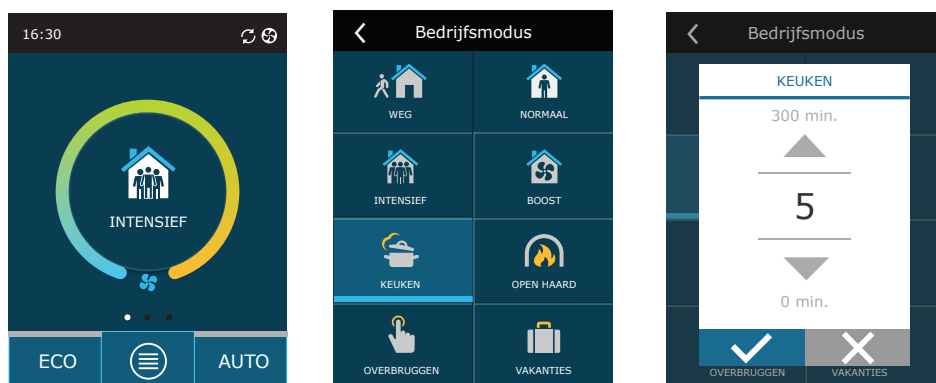 16:30
INTENSIEF
ECO
AUTO
Bedrijfsmodus
WEG
NORMAAL
INTENSIEF
BOOST
KEUKEN
OPEN HAARD
OVERBRUGGEN
VAKANTIES
Bedrijfsmodus
KEUKEN
300 min.
5
0 min.
OVERBRUGGEN
VAKANTIES